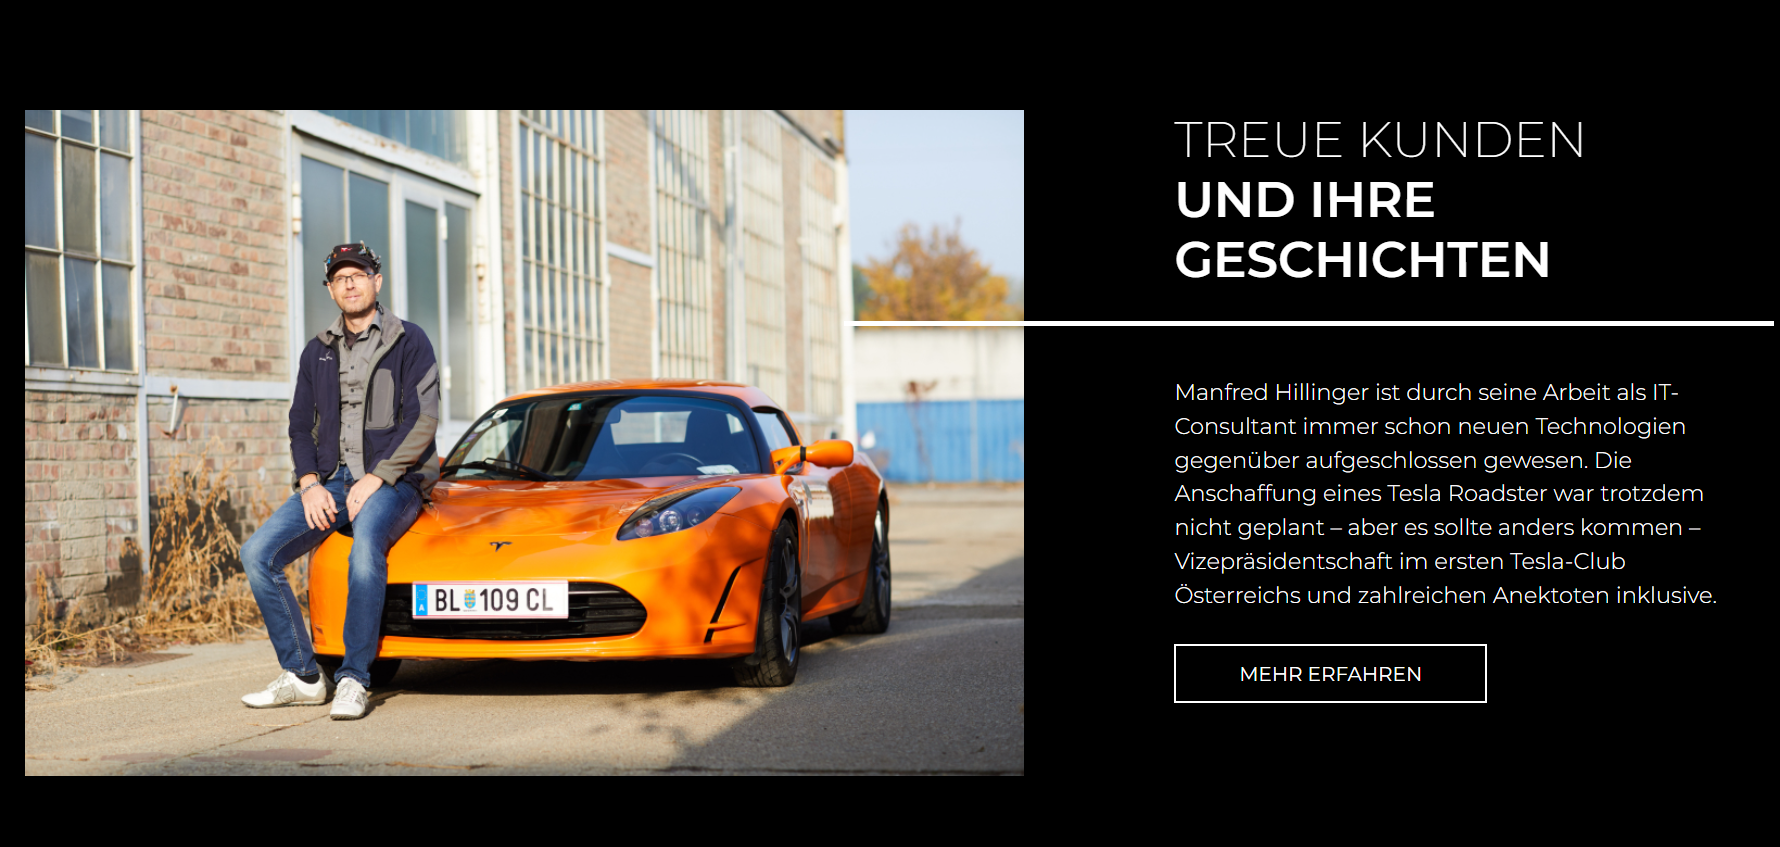 TREUE KUNDEN
UND IHRE
GESCHICHTEN
Manfred Hillinger ist durch seine Arbeit als IT-
Consultant immer schon neuen Technologien
gegenüber aufgeschlossen gewesen. Die
Anschaffung eines Tesla Roadster war trotzdem
nicht geplant – aber es sollte anders kommen –
Vizepräsidentschaft im ersten Tesla-Club
Österreichs und zahlreichen Anektoten inklusive.
MEHR ERFAHREN
A BL 109 CL